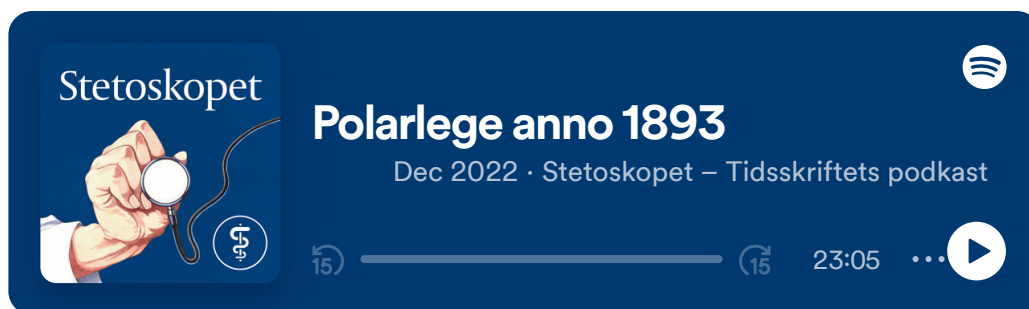 Stetoskopet
Polarlege anno 1893
Dec 2022 · Stetoskopet – Tidsskriftets podkast
15
15
23:05